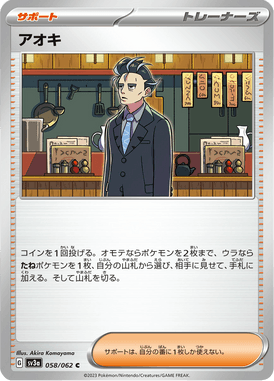 サポート
トレーナーズ
アオキ
コインを1回投げる。オモテならポケモンを2枚まで、ウラなら
たねポケモンを1枚、自分の山札から選び、相手に見せて、手札に
加える。そして山札を切る。
Illus. Akira Komayama
G sv3a 058/062 C
サポートは、自分の番に1枚しか使えない。
©2023 Pokémon/Nintendo/Creatures/GAME FREAK.